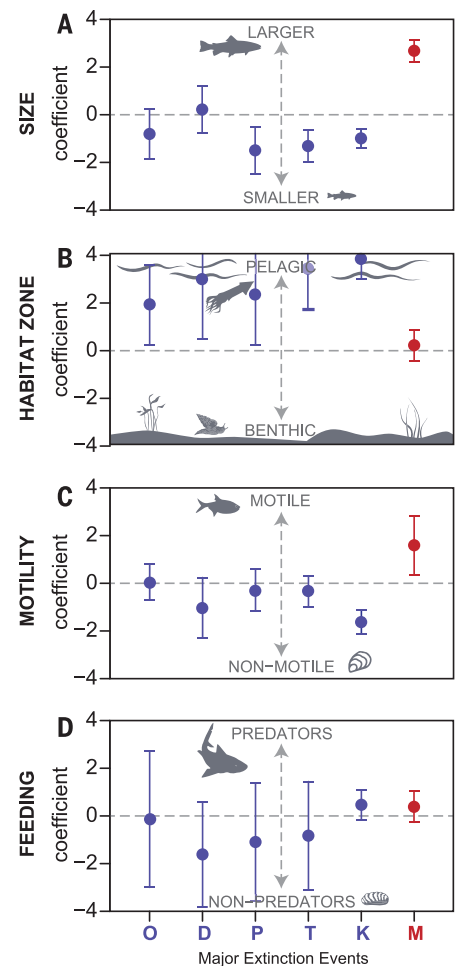 A
SIZE
coefficient
4
2
0
−2
−4
LARGER
SMALLER
B
HABITAT ZONE
coefficient
4
2
0
−2
−4
PELAGIC
BENTHIC
C
MOTILITY
coefficient
4
2
0
−2
−4
MOTILE
NON−MOTILE
D
FEEDING
coefficient
4
2
0
−2
−4
PREDATORS
NON−PREDATORS
O D P T K M
Major Extinction Events